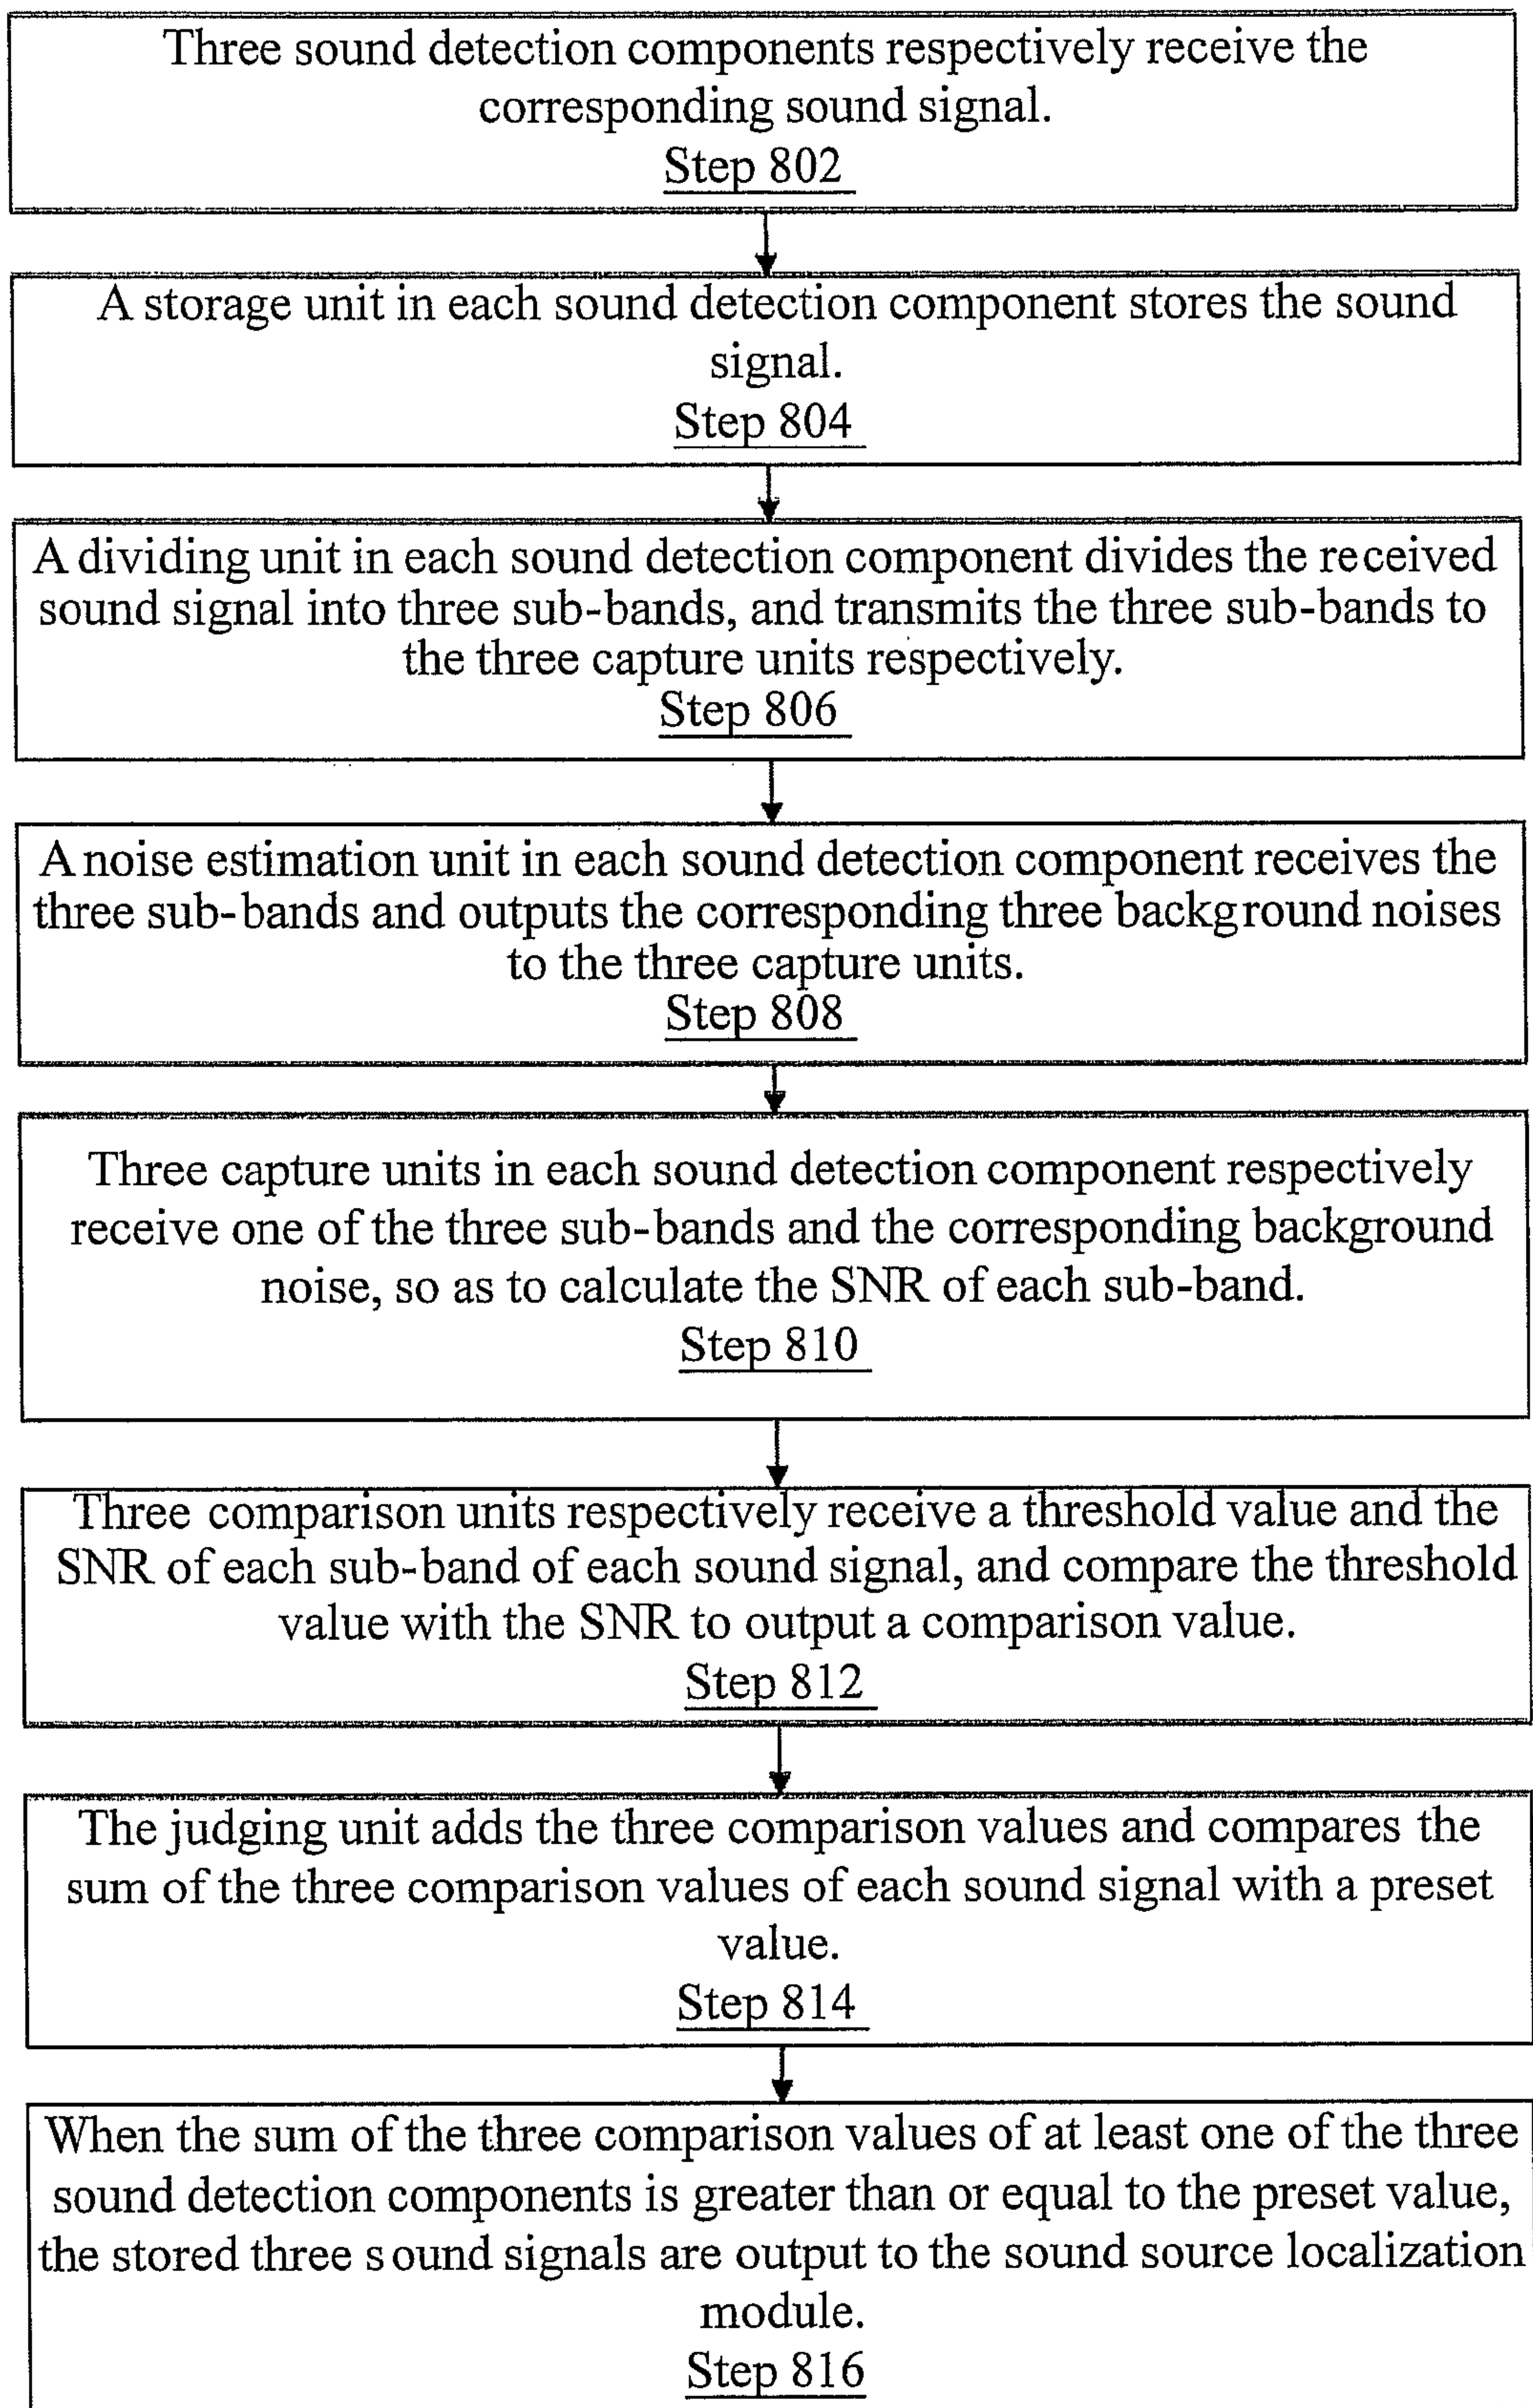 Three sound detection components respectively receive the
corresponding sound signal.
Step 802
A storage unit in each sound detection component stores the sound
signal.
Step 804
A dividing unit in each sound detection component divides the received
sound signal into three sub-bands, and transmits the three sub-bands to
the three capture units respectively.
Step 806
A noise estimation unit in each sound detection component receives the
three sub-bands and outputs the corresponding three background noises
to the three capture units.
Step 808
Three capture units in each sound detection component respectively
receive one of the three sub-bands and the corresponding background
noise, so as to calculate the SNR of each sub-band.
Step 810
Three comparison units respectively receive a threshold value and the
SNR of each sub-band of each sound signal, and compare the threshold
value with the SNR to output a comparison value.
Step 812
The judging unit adds the three comparison values and compares the
sum of the three comparison values of each sound signal with a preset
value.
Step 814
When the sum of the three comparison values of at least one of the three
sound detection components is greater than or equal to the preset value,
the stored three sound signals are output to the sound source localization
module.
Step 816